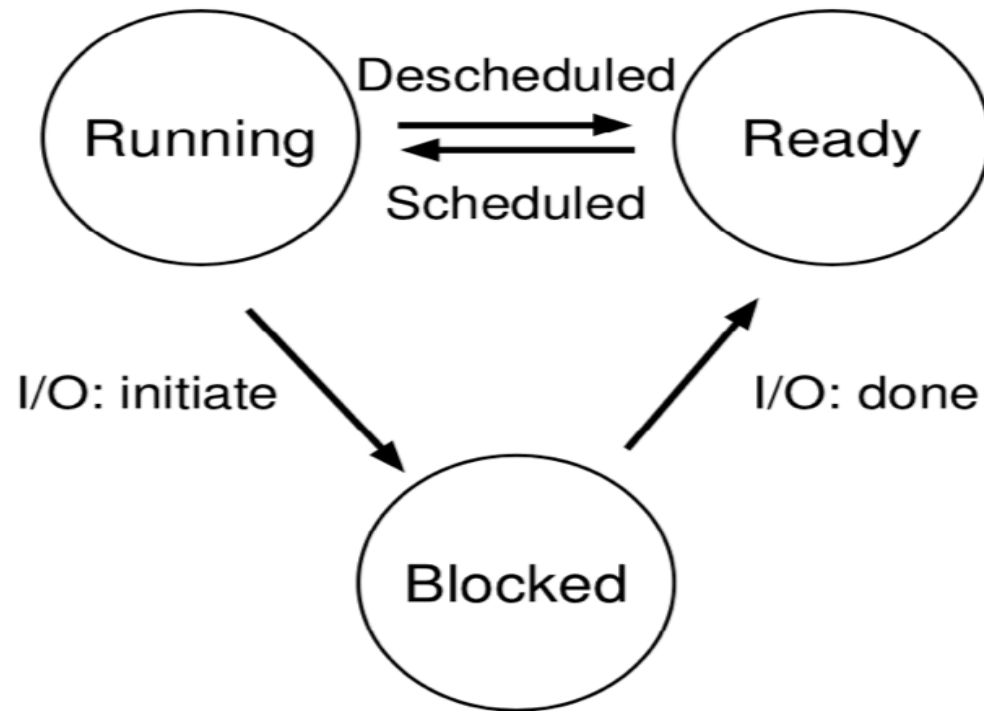 Descheduled
Running
Ready
Scheduled
I/O: initiate
I/O: done
Blocked